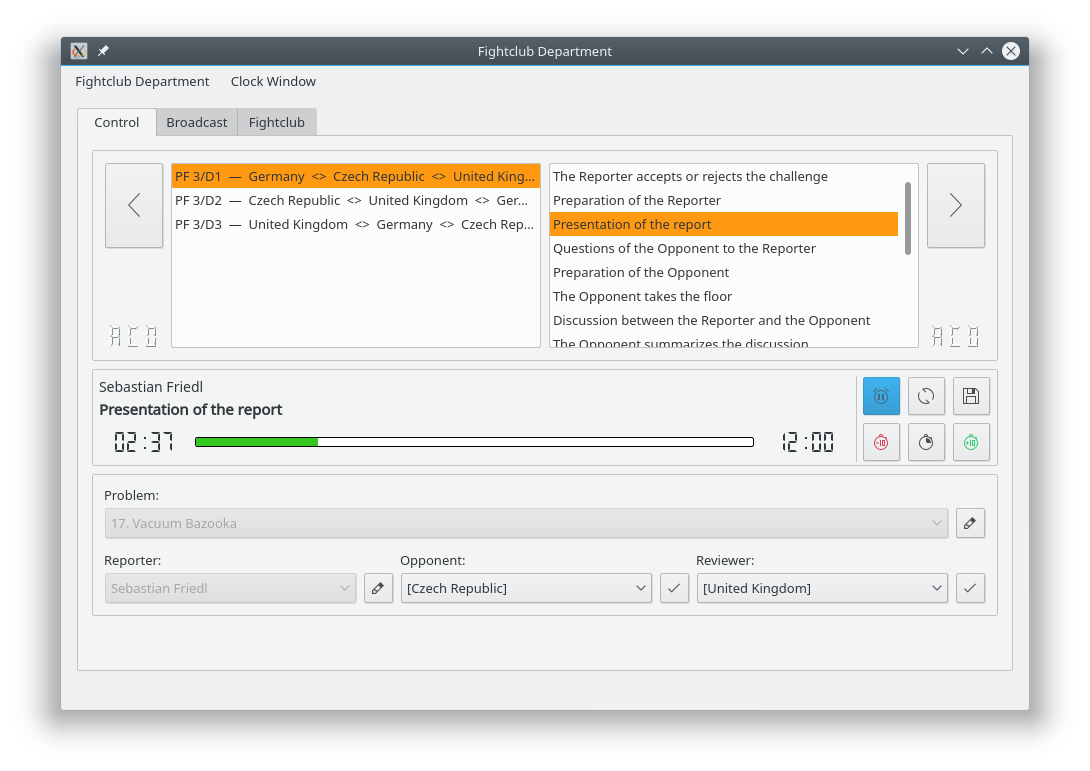 Fightclub Department
Fightclub Department Clock Window
Control Broadcast Fightclub
PF 3/D1 — Germany <> Czech Republic <> United King...
PF 3/D2 — Czech Republic <> United Kingdom <> Ger...
PF 3/D3 — United Kingdom <> Germany <> Czech Rep...
The Reporter accepts or rejects the challenge
Preparation of the Reporter
Presentation of the report
Questions of the Opponent to the Reporter
Preparation of the Opponent
The Opponent takes the floor
Discussion between the Reporter and the Opponent
The Opponent summarizes the discussion
Sebastian Friedl
Presentation of the report
02:37 12:00
-10 +10
Problem:
17. Vacuum Bazooka
Reporter: Opponent: Reviewer:
Sebastian Friedl [Czech Republic] [United Kingdom]